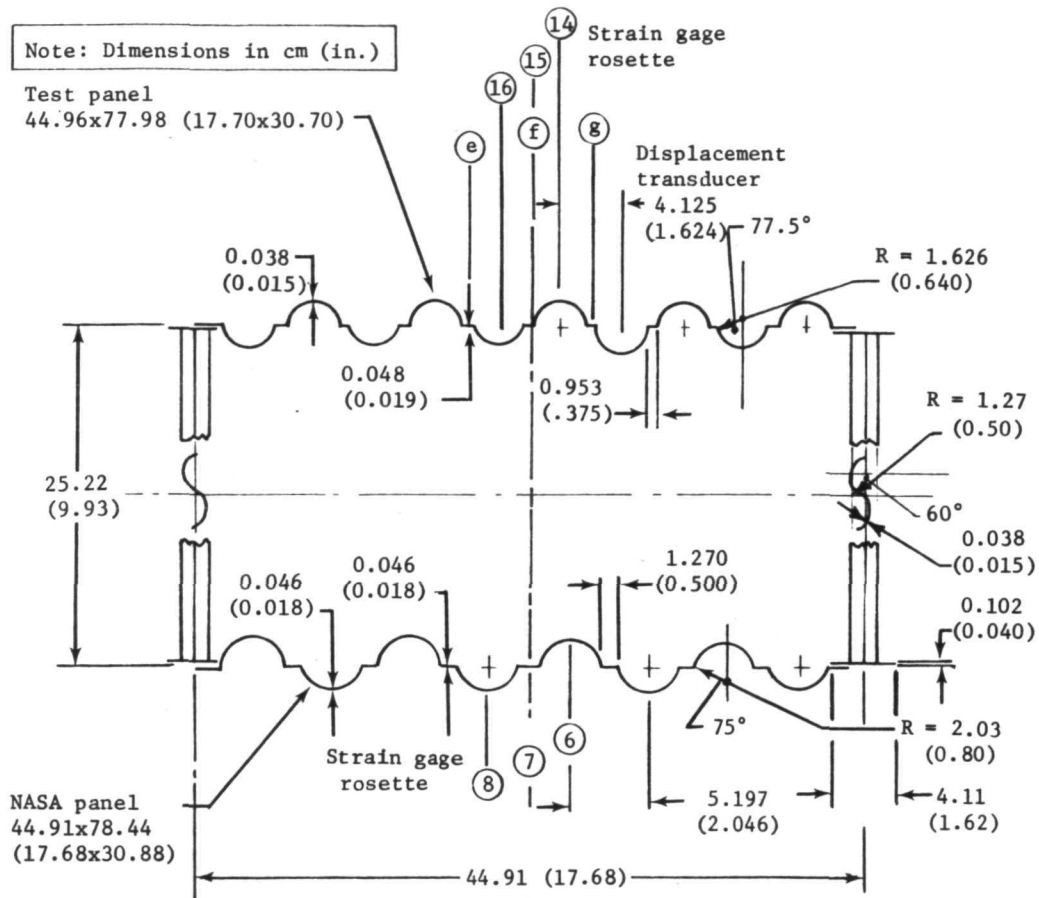 14
Strain gage
rosette
Note: Dimensions in cm (in.)
15
Test panel
44.96x77.98 (17.70x30.70)
16
e
f
g
Displacement
transducer
4.125
(1.624)
77.5°
0.038
(0.015)
R = 1.626
(0.640)
0.048
(0.019)
0.953
(.375)
R = 1.27
(0.50)
25.22
(9.93)
60°
0.038
(0.015)
0.046
(0.018)
0.046
(0.018)
1.270
(0.500)
0.102
(0.040)
Strain gage
rosette
8
7
6
75°
R = 2.03
(0.80)
NASA panel
44.91x78.44
(17.68x30.88)
5.197
(2.046)
4.11
(1.62)
44.91 (17.68)